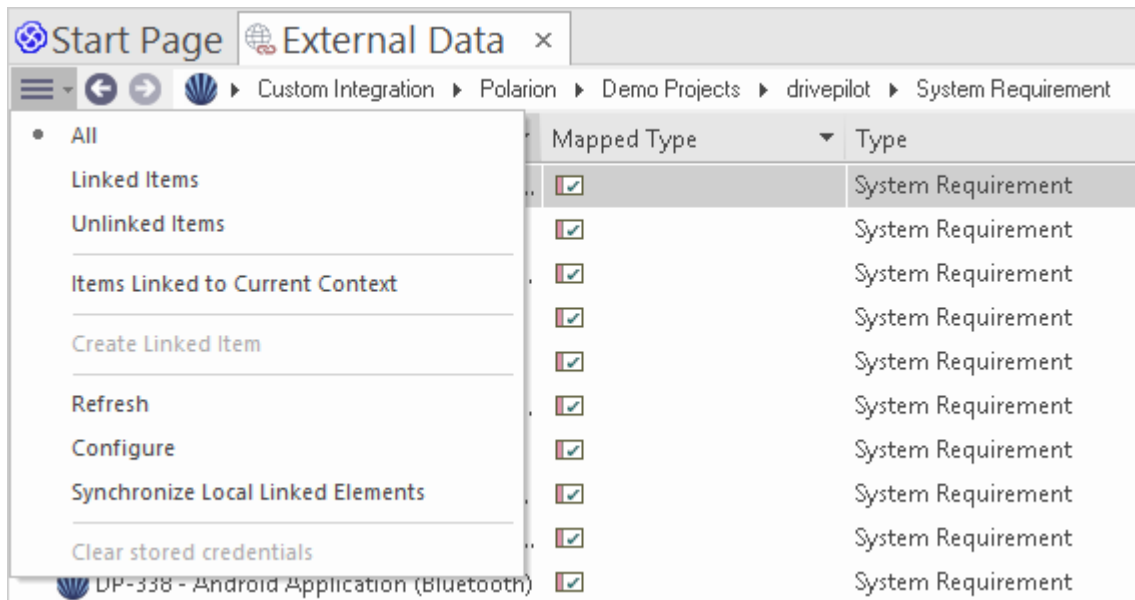 Start Page External Data ×
Custom Integration Polarion Demo Projects drivepilot System Requirement
Mapped Type Type
All
Linked Items
Unlinked Items
Items Linked to Current Context
Create Linked Item
Refresh
Configure
Synchronize Local Linked Elements
Clear stored credentials
System Requirement
System Requirement
System Requirement
System Requirement
System Requirement
System Requirement
System Requirement
System Requirement
System Requirement
DP-338 - Android Application (Bluetooth) System Requirement